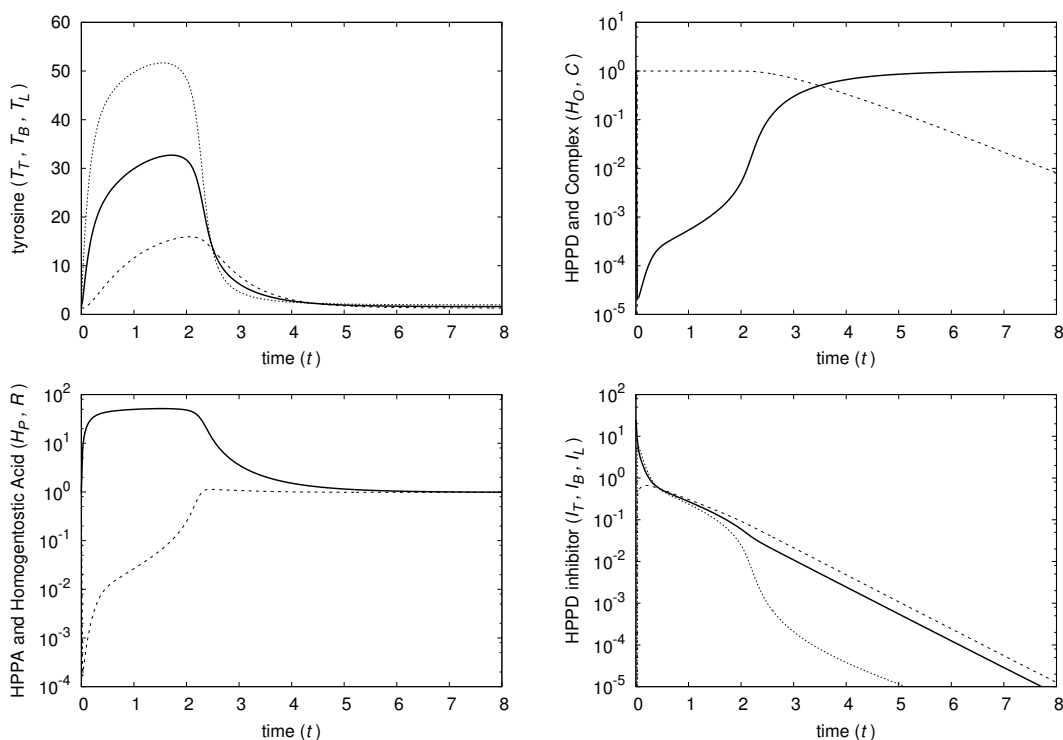 60
50
40
30
20
10
0
0 1 2 3 4 5 6 7 8
tyrosine (T_T, T_B, T_L)
time (t)
10^1
10^0
10^-1
10^-2
10^-3
10^-4
10^-5
0 1 2 3 4 5 6 7 8
HPPD and Complex (H_O, C)
time (t)
10^2
10^1
10^0
10^-1
10^-2
10^-3
10^-4
0 1 2 3 4 5 6 7 8
HPPA and Homogentostic Acid (H_P, R)
time (t)
10^2
10^1
10^0
10^-1
10^-2
10^-3
10^-4
10^-5
0 1 2 3 4 5 6 7 8
HPPD inhibitor (I_T, I_B, I_L)
time (t)